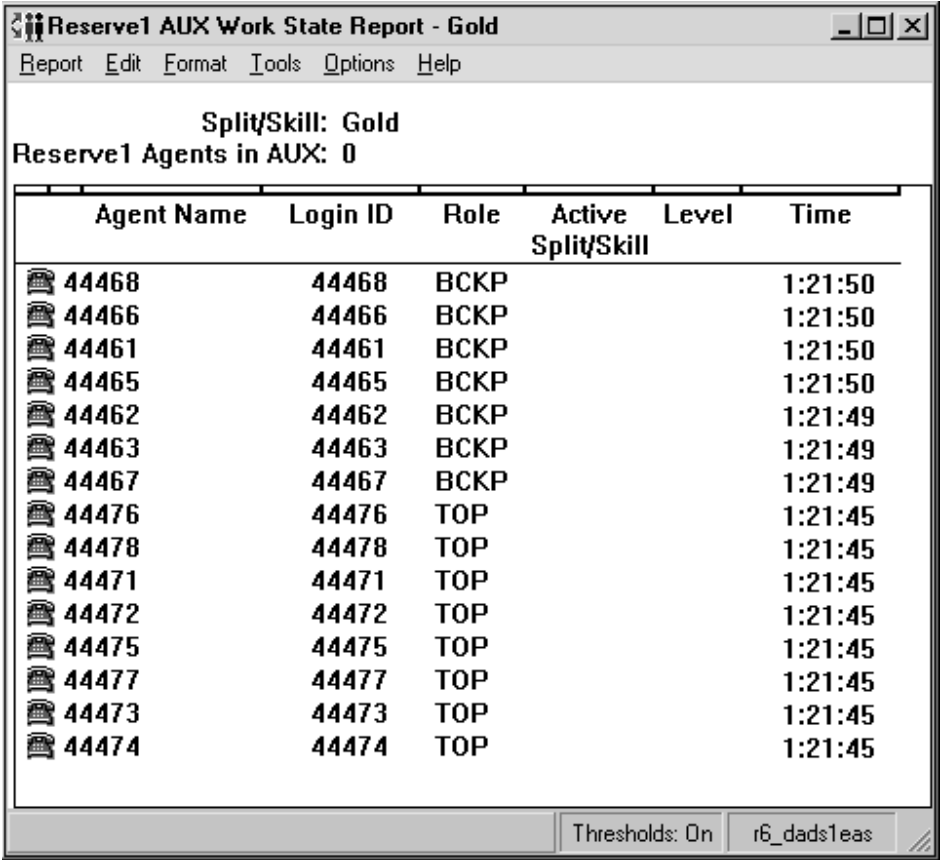 Reserve1 AUX Work State Report - Gold
Report Edit Format Tools Options Help
Split/Skill: Gold
Reserve1 Agents in AUX: 0
Agent Name Login ID Role Active Level Time
Split/Skill
44468 44468 BCKP 1:21:50
44466 44466 BCKP 1:21:50
44461 44461 BCKP 1:21:50
44465 44465 BCKP 1:21:50
44462 44462 BCKP 1:21:49
44463 44463 BCKP 1:21:49
44467 44467 BCKP 1:21:49
44476 44476 TOP 1:21:45
44478 44478 TOP 1:21:45
44471 44471 TOP 1:21:45
44472 44472 TOP 1:21:45
44475 44475 TOP 1:21:45
44477 44477 TOP 1:21:45
44473 44473 TOP 1:21:45
44474 44474 TOP 1:21:45
Thresholds: On r6_dads1eas